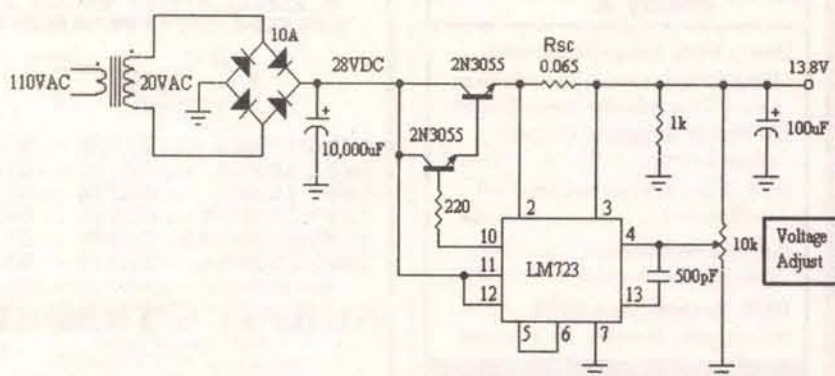 110VAC
20VAC
10A
28VDC
10,000uF
+
2N3055
2N3055
220
Rsc
0.065
13.8V
1k
100uF
+
2
3
10
11
12
LM723
4
13
5
6
7
500pF
10k
Voltage
Adjust